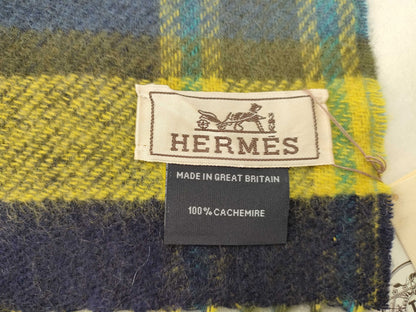 HERMÈS
MADE IN GREAT BRITAIN
100% CACHEMIRE